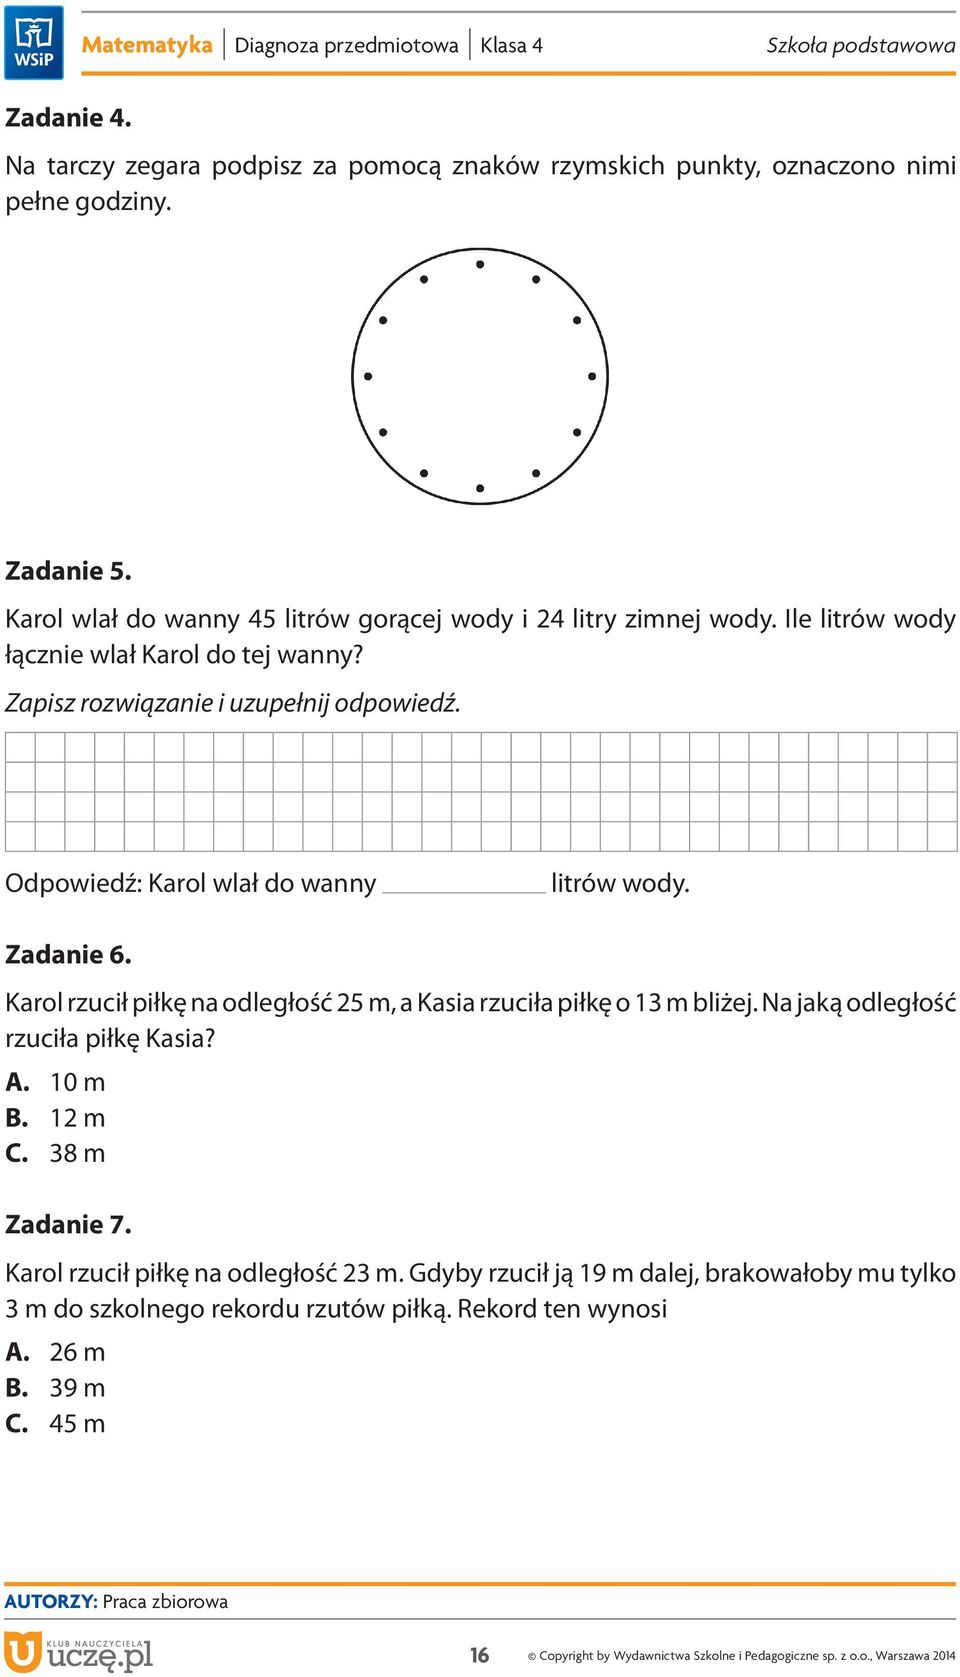 WSiP
Matematyka | Diagnoza przedmiotowa | Klasa 4 Szkoła podstawowa
Zadanie 4.
Na tarczy zegara podpisz za pomocą znaków rzymskich punkty, oznaczono nimi
pełne godziny.
Zadanie 5.
Karol wlał do wanny 45 litrów gorącej wody i 24 litry zimnej wody. Ile litrów wody
łącznie wlał Karol do tej wanny?
Zapisz rozwiązanie i uzupełnij odpowiedź.
Odpowiedź: Karol wlał do wanny ____________ litrów wody.
Zadanie 6.
Karol rzucił piłkę na odległość 25 m, a Kasia rzuciła piłkę o 13 m bliżej. Na jaką odległość
rzuciła piłkę Kasia?
A. 10 m
B. 12 m
C. 38 m
Zadanie 7.
Karol rzucił piłkę na odległość 23 m. Gdyby rzucił ją 19 m dalej, brakowałoby mu tylko
3 m do szkolnego rekordu rzutów piłką. Rekord ten wynosi
A. 26 m
B. 39 m
C. 45 m
AUTORZY: Praca zbiorowa
KLUB NAUCZYCIELA
uczę.pl
16 © Copyright by Wydawnictwa Szkolne i Pedagogiczne sp. z o.o., Warszawa 2014